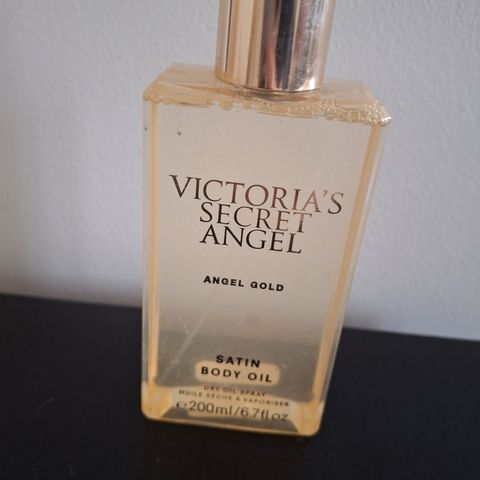 VICTORIA'S
SECRET
ANGEL
ANGEL GOLD
SATIN
BODY OIL
DRY OIL SPRAY
HUILE SÈCHE À VAPORISER
℮200ml/6.7fl oz